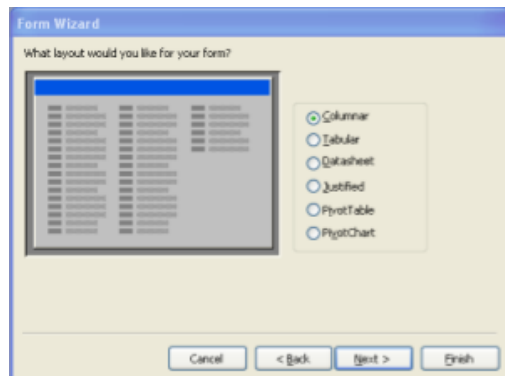 Form Wizard
What layout would you like for your form?
Columnar
Tabular
Datasheet
Justified
PivotTable
PivotChart
Cancel
< Back
Next >
Finish